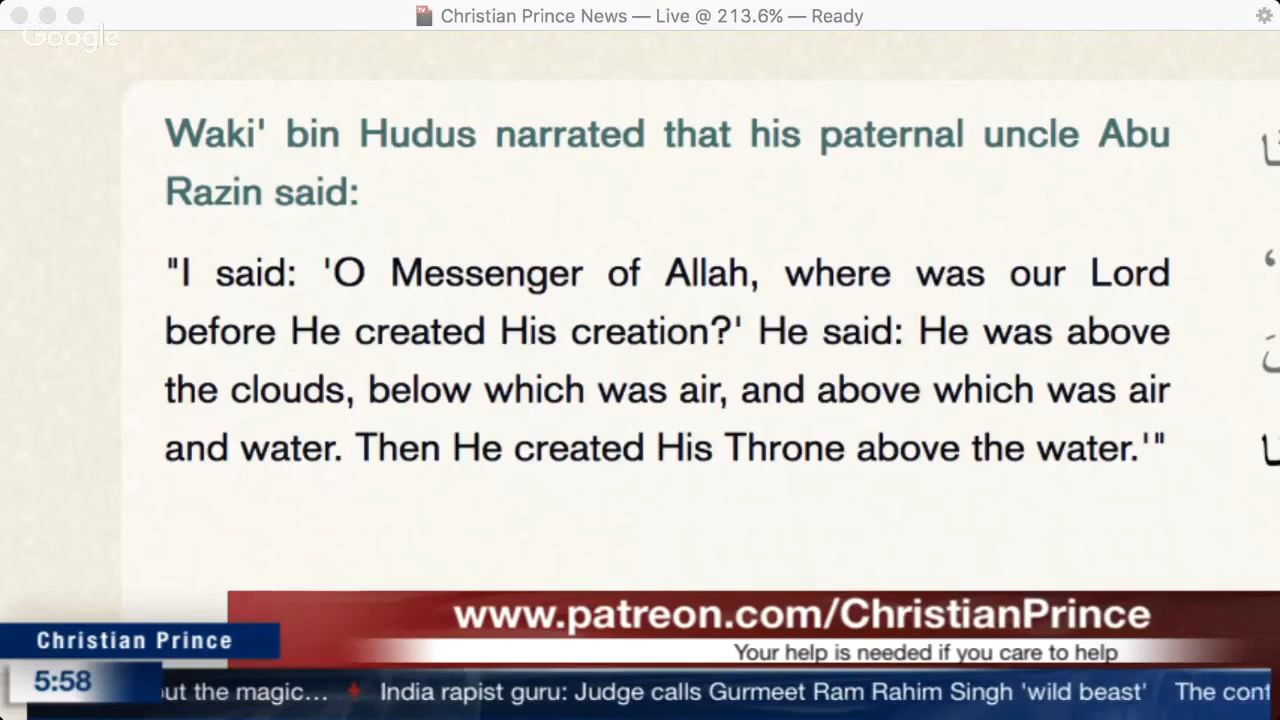 Christian Prince News — Live @ 213.6% — Ready
Google
Waki' bin Hudus narrated that his paternal uncle Abu
Razin said:
"I said: 'O Messenger of Allah, where was our Lord
before He created His creation?' He said: He was above
the clouds, below which was air, and above which was air
and water. Then He created His Throne above the water.'"
www.patreon.com/ChristianPrince
Your help is needed if you care to help
Christian Prince
5:58
out the magic... + India rapist guru: Judge calls Gurmeet Ram Rahim Singh 'wild beast' The cont